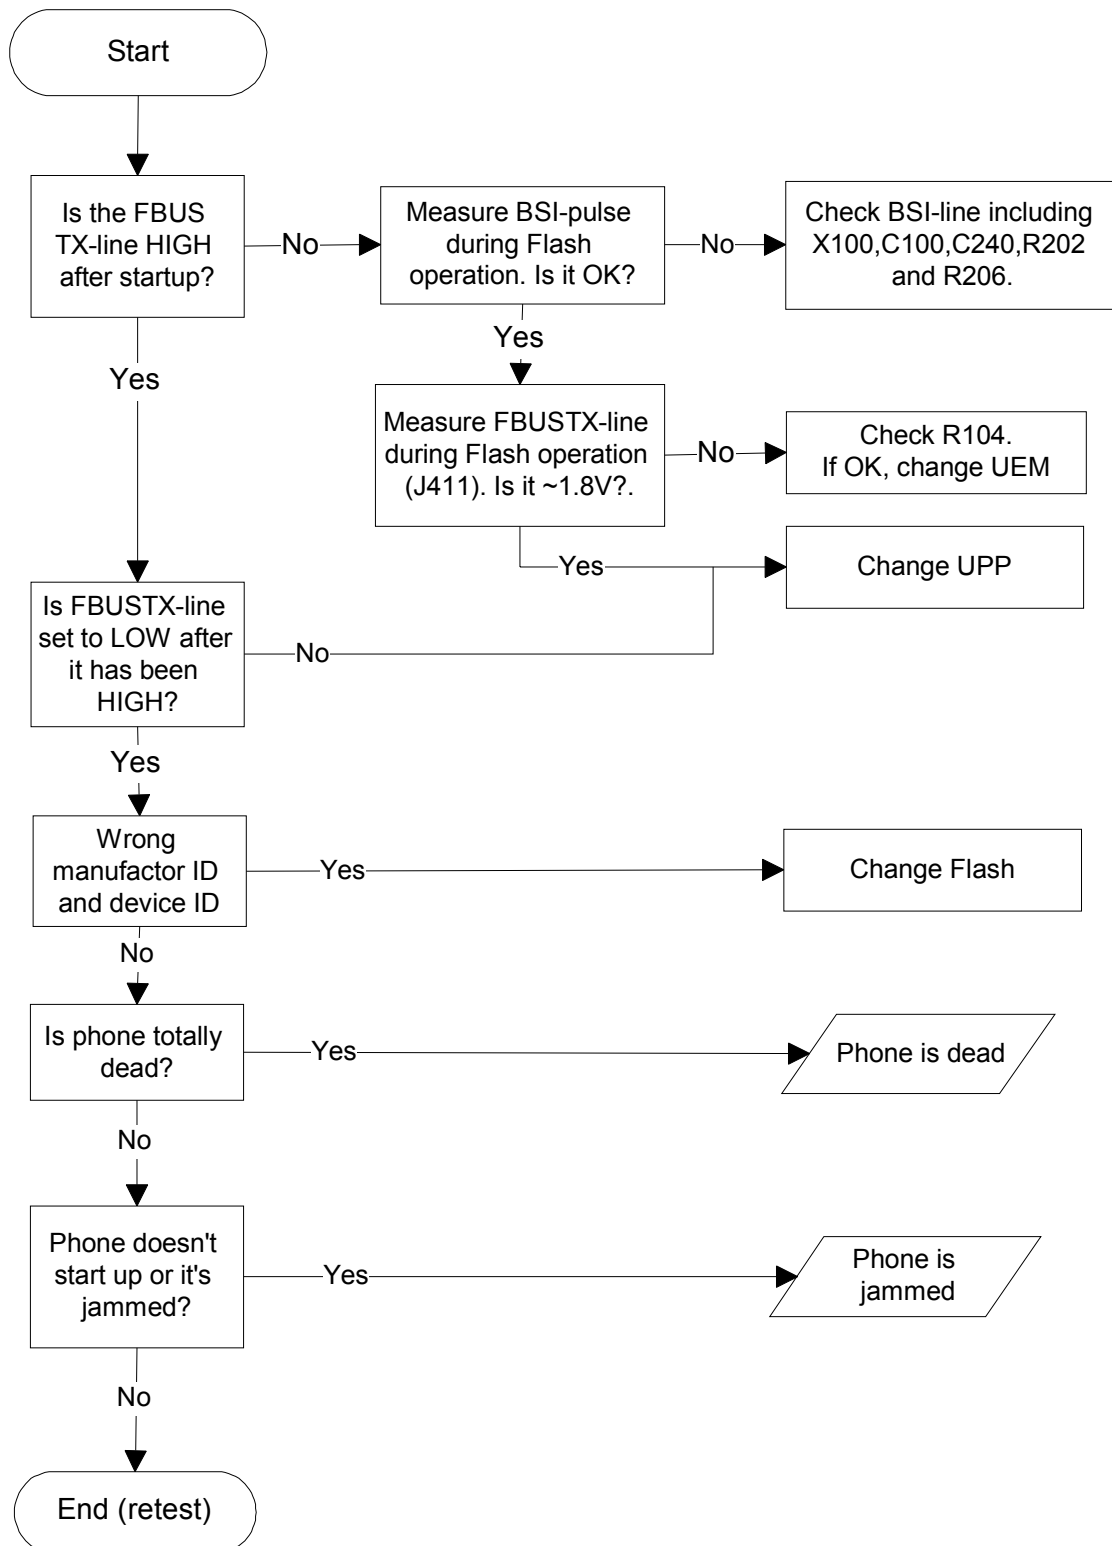 Start
Is the FBUS
TX-line HIGH
after startup?
No
Measure BSI-pulse
during Flash
operation. Is it OK?
No
Check BSI-line including
X100,C100,C240,R202
and R206.
Yes
Yes
Measure FBUSTX-line
during Flash operation
(J411). Is it ~1.8V?.
No
Check R104.
If OK, change UEM
Yes
Change UPP
Is FBUSTX-line
set to LOW after
it has been
HIGH?
No
Yes
Wrong
manufactor ID
and device ID
Yes
Change Flash
No
Is phone totally
dead?
Yes
Phone is dead
No
Phone doesn't
start up or it's
jammed?
Yes
Phone is
jammed
No
End (retest)